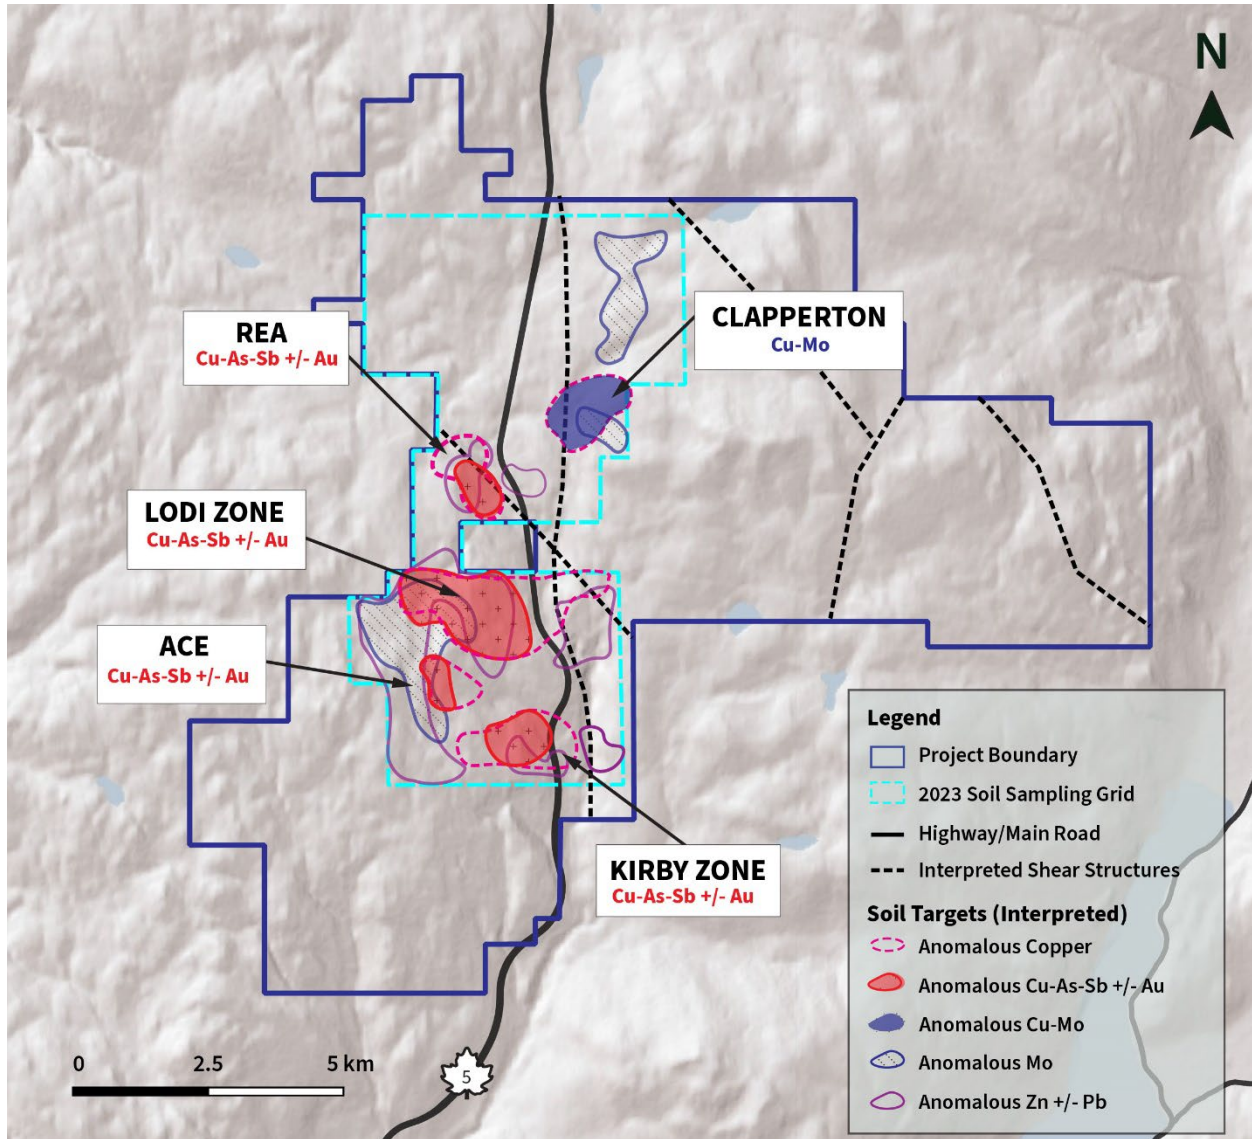 N
REA
Cu-As-Sb +/- Au
CLAPPERTON
Cu-Mo
LODI ZONE
Cu-As-Sb +/- Au
ACE
Cu-As-Sb +/- Au
KIRBY ZONE
Cu-As-Sb +/- Au
Legend
Project Boundary
2023 Soil Sampling Grid
Highway/Main Road
Interpreted Shear Structures
Soil Targets (Interpreted)
Anomalous Copper
Anomalous Cu-As-Sb +/- Au
Anomalous Cu-Mo
Anomalous Mo
Anomalous Zn +/- Pb
0 2.5 5 km
5